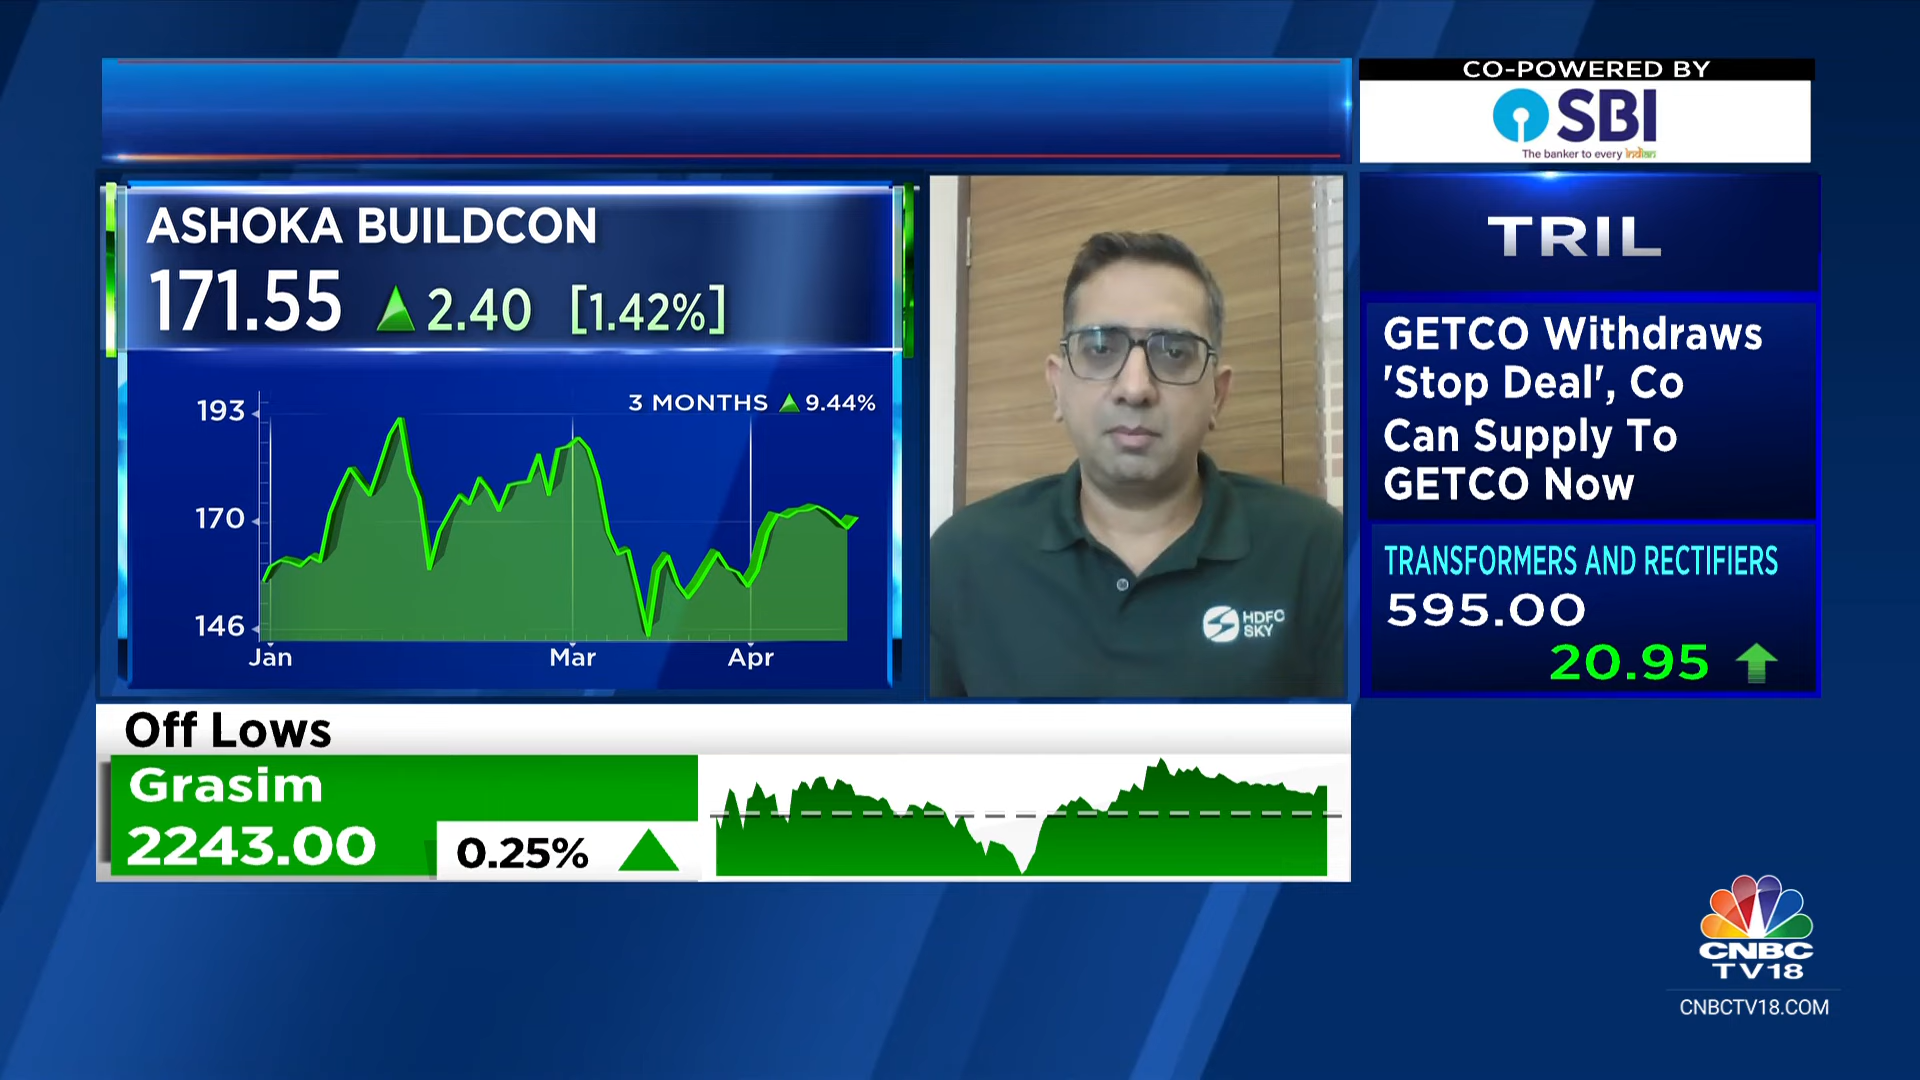 CO-POWERED BY
SBI
The banker to every indian
ASHOKA BUILDCON
171.55 ▲ 2.40 [1.42%]
3 MONTHS ▲ 9.44%
193
170
146
Jan Mar Apr
HDFC
SKY
TRIL
GETCO Withdraws
'Stop Deal', Co
Can Supply To
GETCO Now
TRANSFORMERS AND RECTIFIERS
595.00
20.95
Off Lows
Grasim
2243.00
0.25%
CNBC
TV18
CNBCTV18.COM